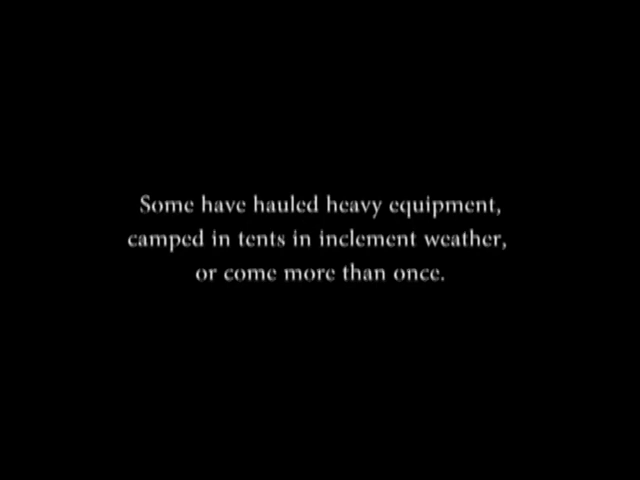 Some have hauled heavy equipment,
camped in tents in inclement weather,
or come more than once.